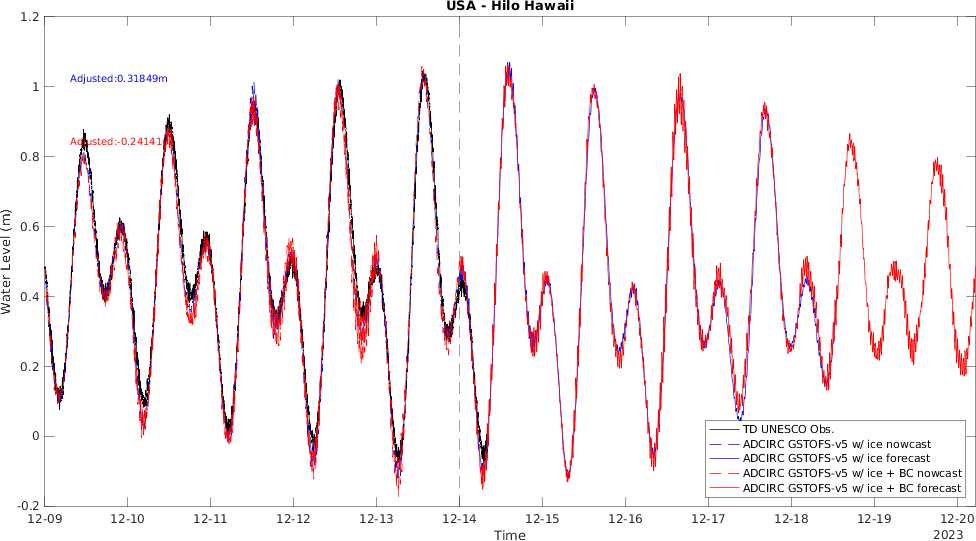 USA - Hilo Hawaii
1.2
1
0.8
0.6
0.4
0.2
0
-0.2
Water Level (m)
Adjusted:0.31849m
Adjusted:-0.24141
TD UNESCO Obs.
ADCIRC GSTOFS-v5 w/ ice nowcast
ADCIRC GSTOFS-v5 w/ ice forecast
ADCIRC GSTOFS-v5 w/ ice + BC nowcast
ADCIRC GSTOFS-v5 w/ ice + BC forecast
12-09 12-10 12-11 12-12 12-13 12-14 12-15 12-16 12-17 12-18 12-19 12-20
2023
Time